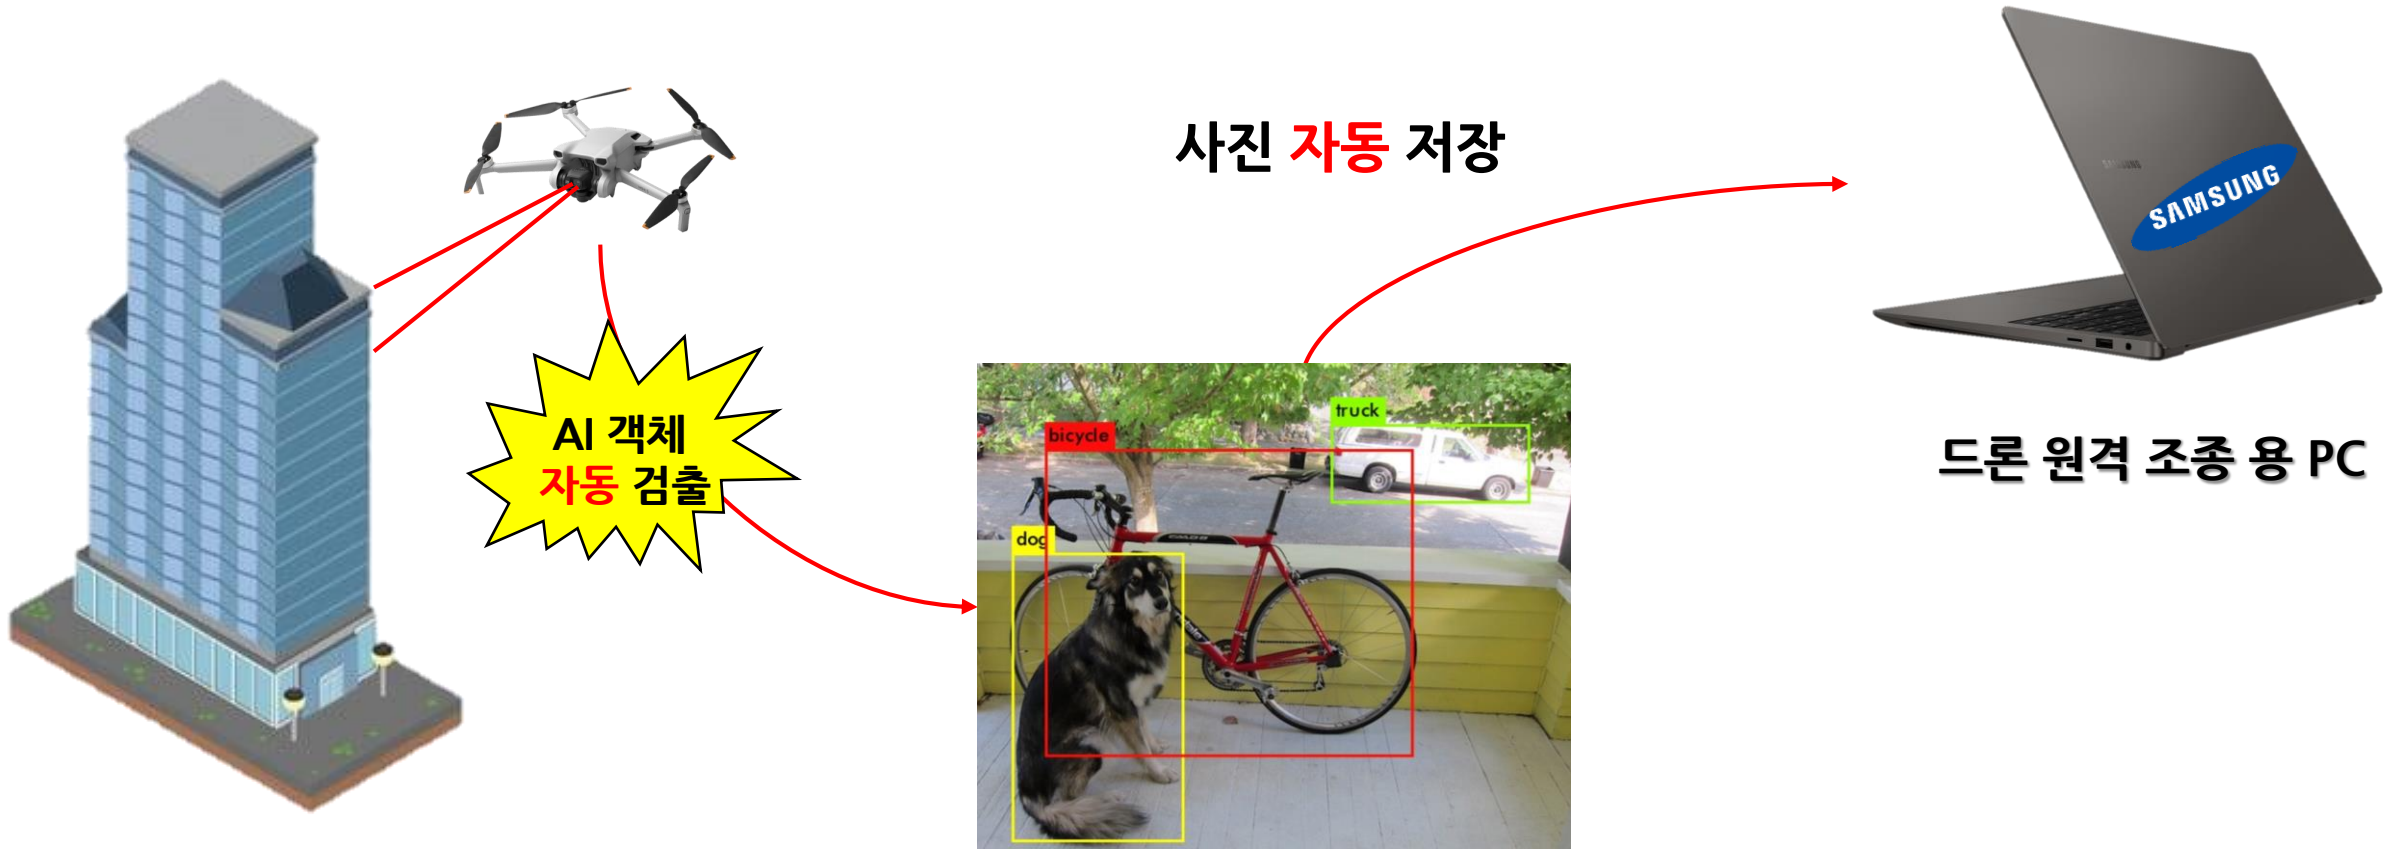 사진 자동 저장
SAMSUNG
SAMSUNG
AI 객체
자동 검출
truck
bicycle
dog
드론 원격 조종 용 PC